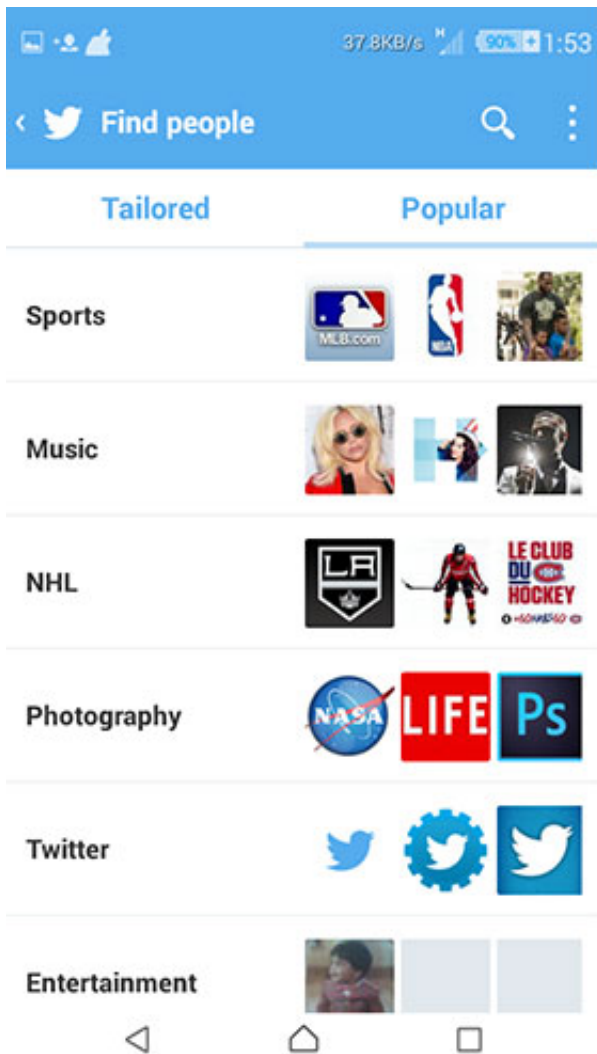 37.8KB/s H 90% 1:53
Find people
Tailored Popular
Sports
MLB.com
NBA
Music
H
NHL
LA
LE CLUB
DU
HOCKEY
Photography
NASA
LIFE
Ps
Twitter
Entertainment